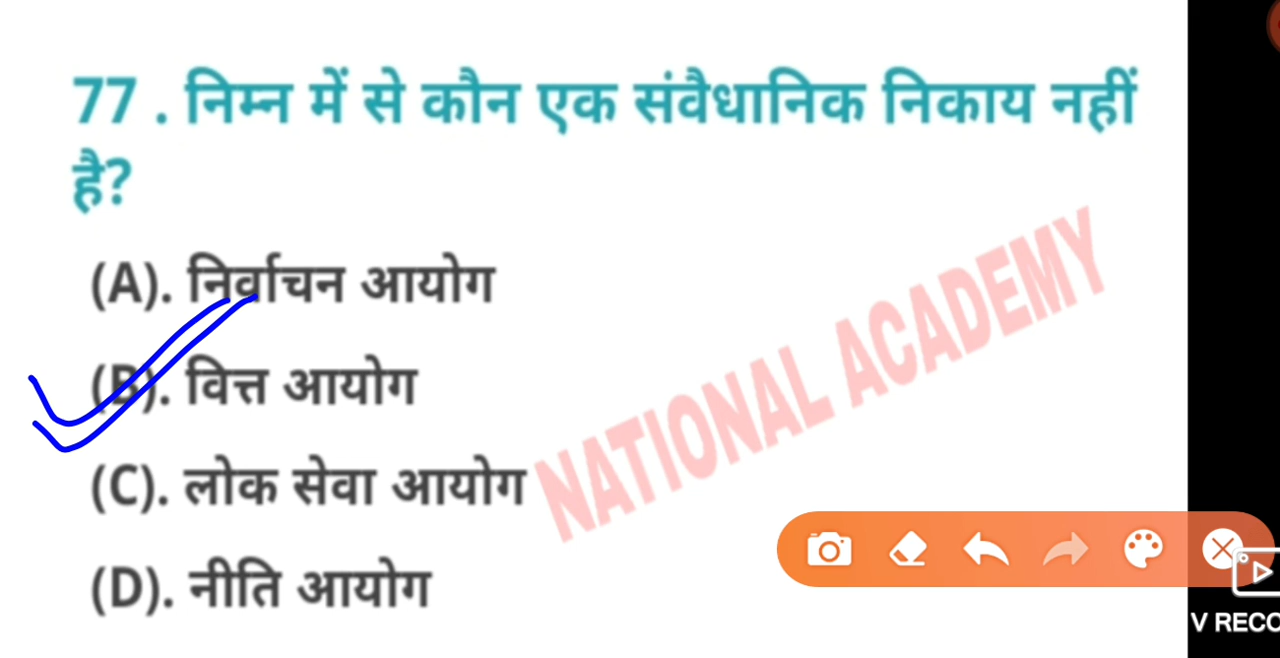 77 . निम्न में से कौन एक संवैधानिक निकाय नहीं
है?
(A). निर्वाचन आयोग
(B). वित्त आयोग
(C). लोक सेवा आयोग
(D). नीति आयोग
NATIONAL ACADEMY
V RECO